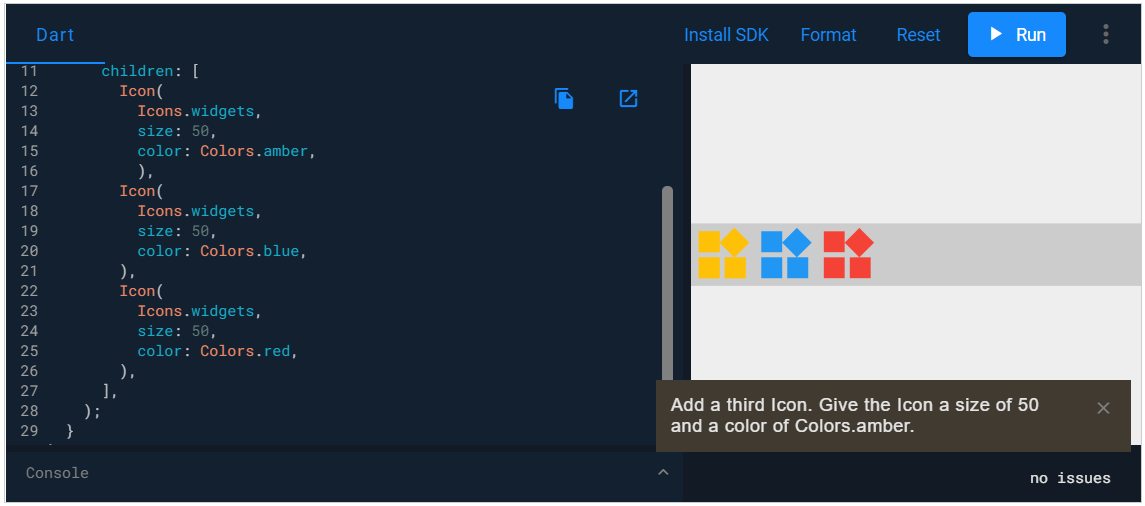 Dart Install SDK Format Reset Run
11 children: [
12 Icon(
13 Icons.widgets,
14 size: 50,
15 color: Colors.amber,
16 ),
17 Icon(
18 Icons.widgets,
19 size: 50,
20 color: Colors.blue,
21 ),
22 Icon(
23 Icons.widgets,
24 size: 50,
25 color: Colors.red,
26 ),
27 ],
28 );
29 }
Add a third Icon. Give the Icon a size of 50
and a color of Colors.amber.
Console
no issues